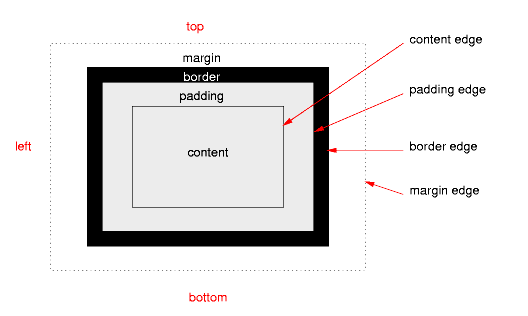 top
content edge
margin
border
padding edge
padding
left
content
border edge
margin edge
bottom